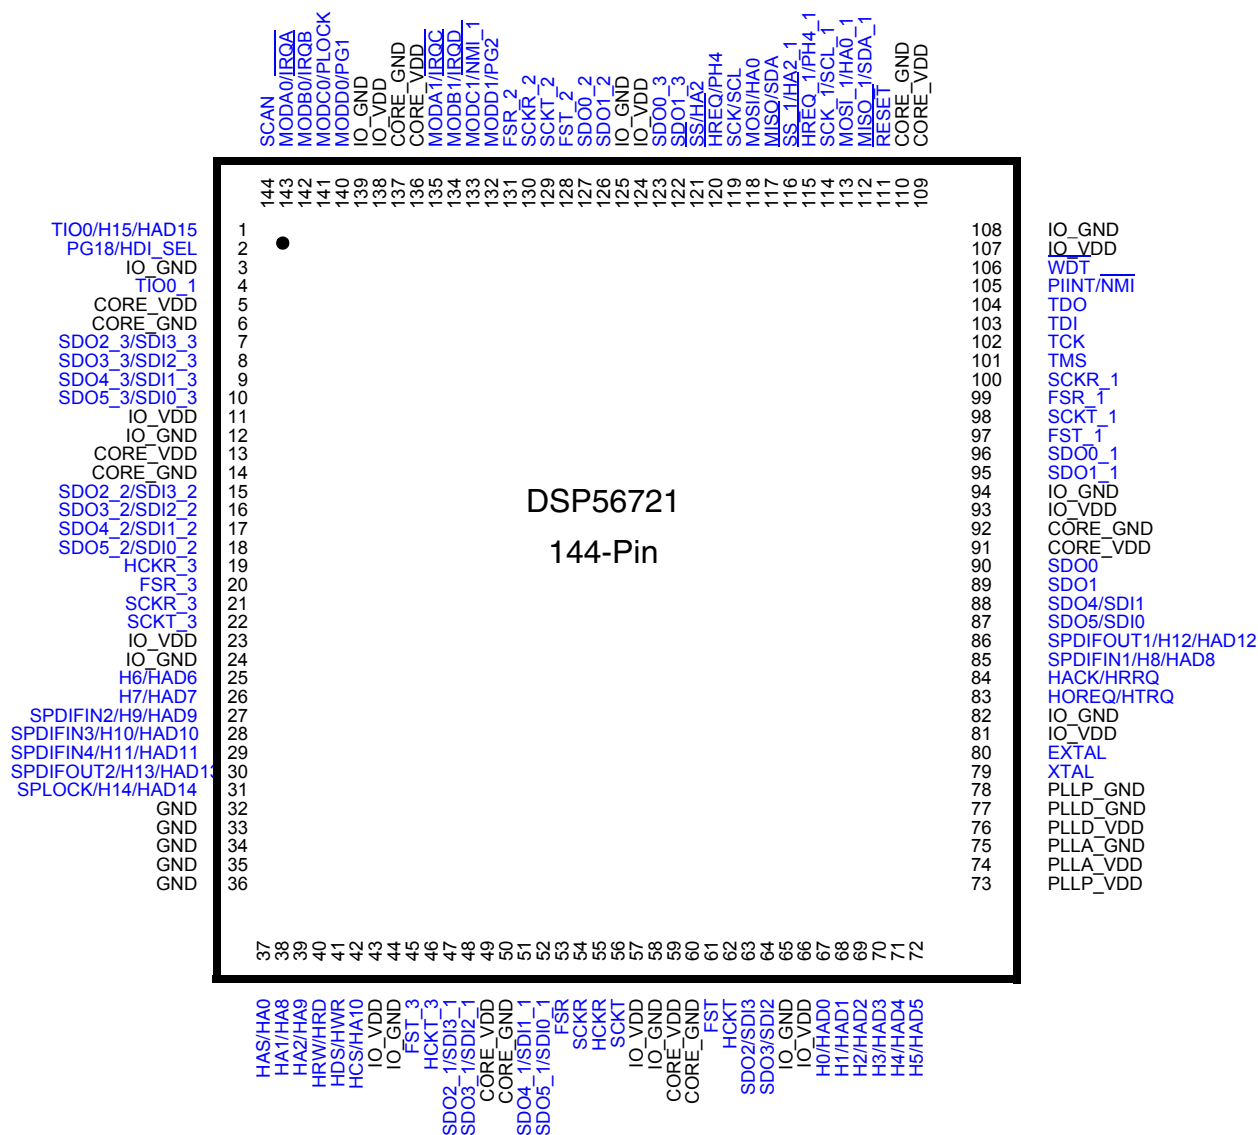 SCAN
MODA0/IRQA
MODB0/IRQB
MODC0/PLOCK
MODD0/PG1
IO_GND
IO_VDD
CORE_GND
CORE_VDD
MODA1/IRQC
MODB1/IRQD
MODC1/NMI_1
MODD1/PG2
FSR_2
SCKR_2
SCKT_2
FST_2
SDO0_2
SDO1_2
IO_GND
IO_VDD
SDO0_3
SDO1_3
SS/HA2
HREQ/PH4
SCK/SCL
MOSI/HA0
MISO/SDA
SS_1/HA2_1
HREQ_1/PH4_1
SCK_1/SCL_1
MOSI_1/HA0_1
MISO_1/SDA_1
RESET
CORE_GND
CORE_VDD
144
143
142
141
140
139
138
137
136
135
134
133
132
131
130
129
128
127
126
125
124
123
122
121
120
119
118
117
116
115
114
113
112
111
110
109
TIO0/H15/HAD15 1
PG18/HDI_SEL 2
IO_GND 3
TIO0_1 4
CORE_VDD 5
CORE_GND 6
SDO2_3/SDI3_3 7
SDO3_3/SDI2_3 8
SDO4_3/SDI1_3 9
SDO5_3/SDI0_3 10
IO_VDD 11
IO_GND 12
CORE_VDD 13
CORE_GND 14
SDO2_2/SDI3_2 15
SDO3_2/SDI2_2 16
SDO4_2/SDI1_2 17
SDO5_2/SDI0_2 18
HCKR_3 19
FSR_3 20
SCKR_3 21
SCKT_3 22
IO_VDD 23
IO_GND 24
H6/HAD6 25
H7/HAD7 26
SPDIFIN2/H9/HAD9 27
SPDIFIN3/H10/HAD10 28
SPDIFIN4/H11/HAD11 29
SPDIFOUT2/H13/HAD13 30
SPLOCK/H14/HAD14 31
GND 32
GND 33
GND 34
GND 35
GND 36
DSP56721
144-Pin
108 IO_GND
107 IO_VDD
106 WDT
105 PIINT/NMI
104 TDO
103 TDI
102 TCK
101 TMS
100 SCKR_1
99 FSR_1
98 SCKT_1
97 FST_1
96 SDO0_1
95 SDO1_1
94 IO_GND
93 IO_VDD
92 CORE_GND
91 CORE_VDD
90 SDO0
89 SDO1
88 SDO4/SDI1
87 SDO5/SDI0
86 SPDIFOUT1/H12/HAD12
85 SPDIFIN1/H8/HAD8
84 HACK/HRRQ
83 HOREQ/HTRQ
82 IO_GND
81 IO_VDD
80 EXTAL
79 XTAL
78 PLLP_GND
77 PLLD_GND
76 PLLD_VDD
75 PLLA_GND
74 PLLA_VDD
73 PLLP_VDD
37
38
39
40
41
42
43
44
45
46
47
48
49
50
51
52
53
54
55
56
57
58
59
60
61
62
63
64
65
66
67
68
69
70
71
72
HAS/HA0
HA1/HA8
HA2/HA9
HRW/HRD
HDS/HWR
HCS/HA10
IO_VDD
IO_GND
FST_3
HCKT_3
SDO2_1/SDI3_1
SDO3_1/SDI2_1
CORE_VDD
CORE_GND
SDO4_1/SDI1_1
SDO5_1/SDI0_1
FSR
SCKR
HCKR
SCKT
IO_VDD
IO_GND
CORE_VDD
CORE_GND
FST
HCKT
SDO2/SDI3
SDO3/SDI2
IO_GND
IO_VDD
H0/HAD0
H1/HAD1
H2/HAD2
H3/HAD3
H4/HAD4
H5/HAD5